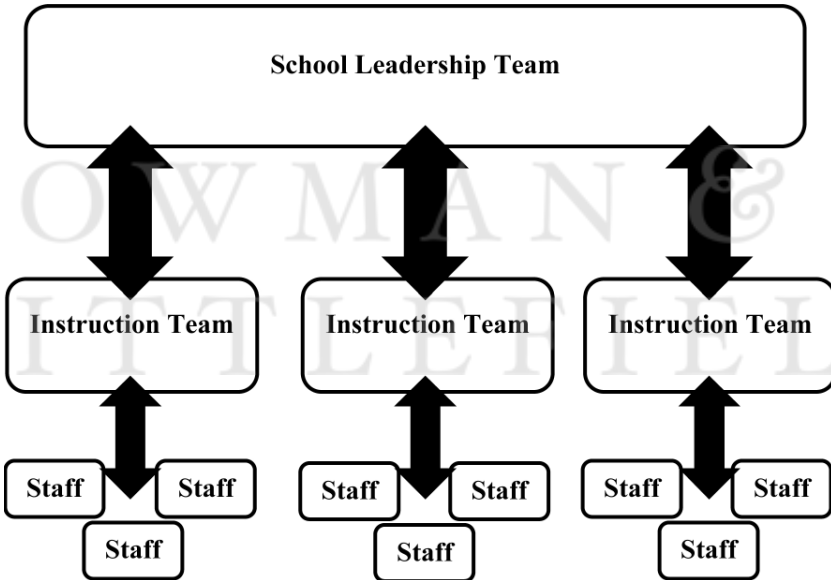 School Leadership Team
OWMAN &
Instruction Team Instruction Team Instruction Team
ITTLEFIEL
Staff Staff Staff Staff Staff Staff
Staff Staff Staff